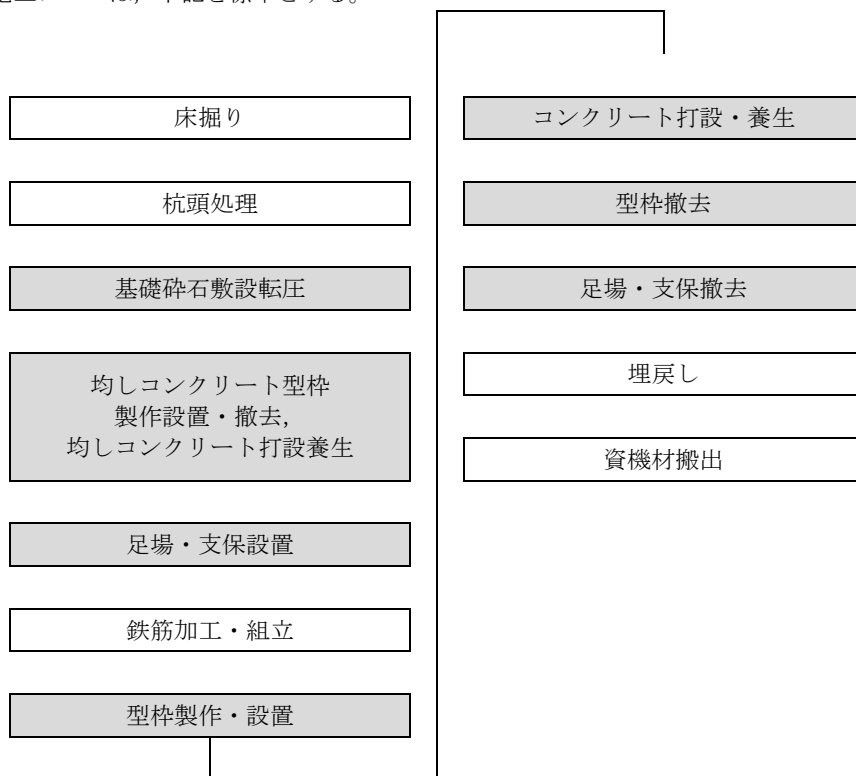 は，下記を標準とする。
床掘り
杭頭処理
基礎砕石敷設転圧
均しコンクリート型枠
製作設置・撤去，
均しコンクリート打設養生
足場・支保設置
鉄筋加工・組立
型枠製作・設置
コンクリート打設・養生
型枠撤去
足場・支保撤去
埋戻し
資機材搬出